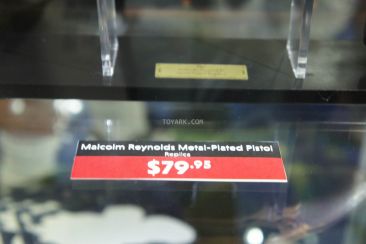 TOYARK.COM
Malcolm Reynolds Metal-Plated Pistol
Replica
$79.95